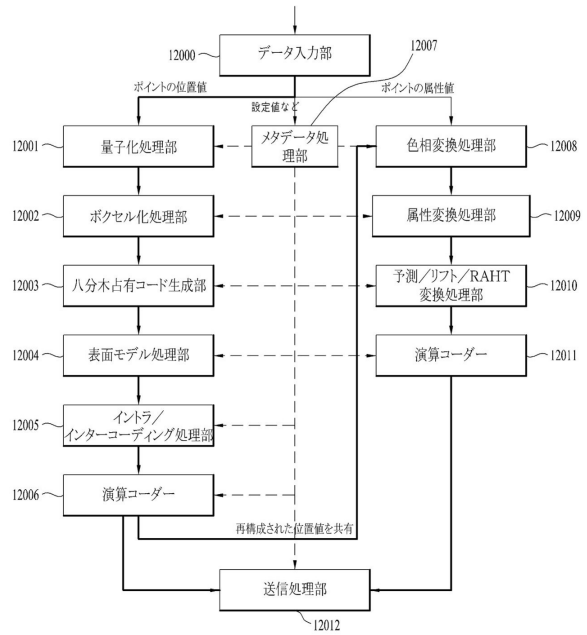 12000
データ入力部
12007
ポイントの位置値
設定値など
ポイントの属性値
12001
量子化処理部
メタデータ処
理部
色相変換処理部
12008
12002
ボクセル化処理部
属性変換処理部
12009
12003
八分木占有コード生成部
予測/リフト/RAHT
変換処理部
12010
12004
表面モデル処理部
演算コーダー
12011
12005
イントラ/
インターコーディング処理部
12006
演算コーダー
再構成された位置値を共有
送信処理部
12012